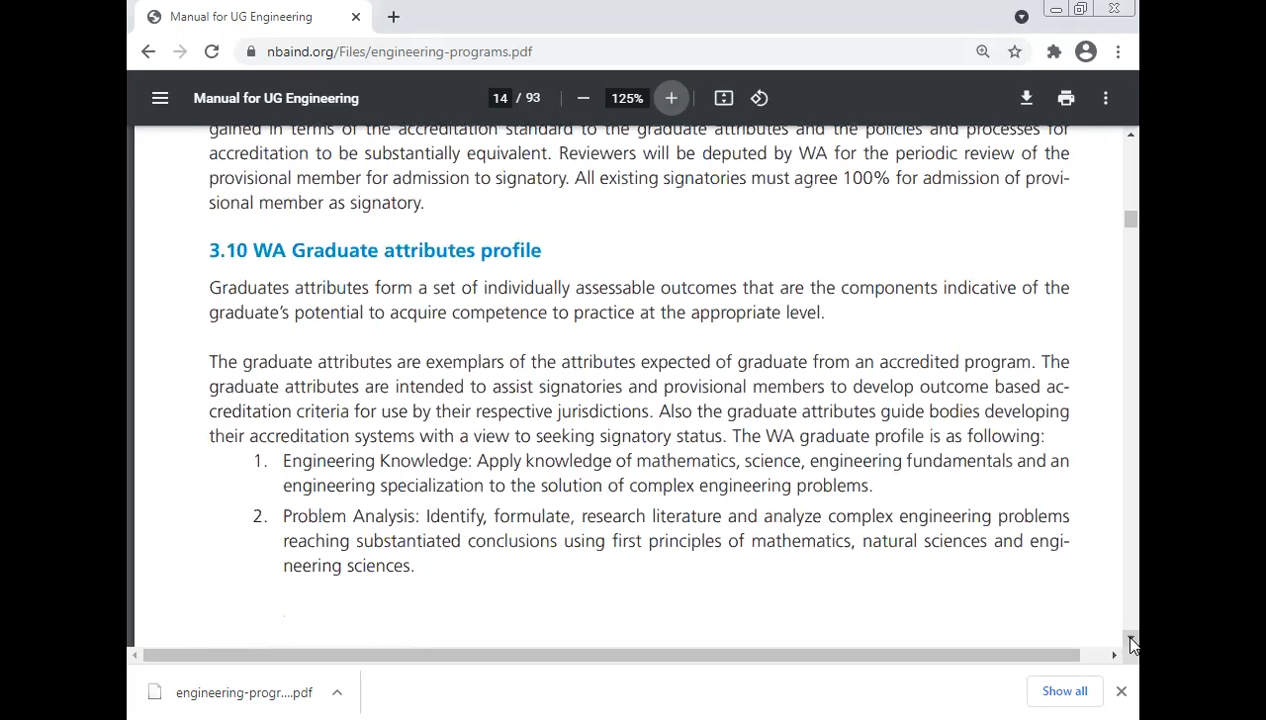 Manual for UG Engineering
nbaind.org/Files/engineering-programs.pdf
Manual for UG Engineering
14 / 93
125%
gained in terms of the accreditation standard to the graduate attributes and the policies and processes for
accreditation to be substantially equivalent. Reviewers will be deputed by WA for the periodic review of the
provisional member for admission to signatory. All existing signatories must agree 100% for admission of provi-
sional member as signatory.
3.10 WA Graduate attributes profile
Graduates attributes form a set of individually assessable outcomes that are the components indicative of the
graduate’s potential to acquire competence to practice at the appropriate level.
The graduate attributes are exemplars of the attributes expected of graduate from an accredited program. The
graduate attributes are intended to assist signatories and provisional members to develop outcome based ac-
creditation criteria for use by their respective jurisdictions. Also the graduate attributes guide bodies developing
their accreditation systems with a view to seeking signatory status. The WA graduate profile is as following:
1. Engineering Knowledge: Apply knowledge of mathematics, science, engineering fundamentals and an
engineering specialization to the solution of complex engineering problems.
2. Problem Analysis: Identify, formulate, research literature and analyze complex engineering problems
reaching substantiated conclusions using first principles of mathematics, natural sciences and engi-
neering sciences.
engineering-progr....pdf
Show all